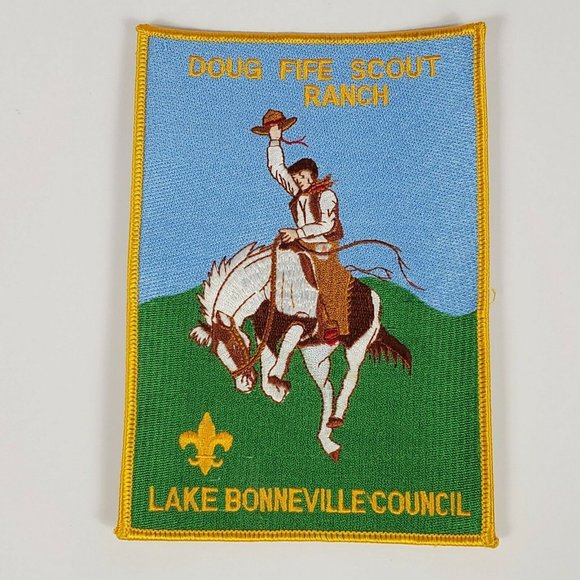 DOUG FIFE SCOUT
RANCH
LAKE BONNEVILLE COUNCIL